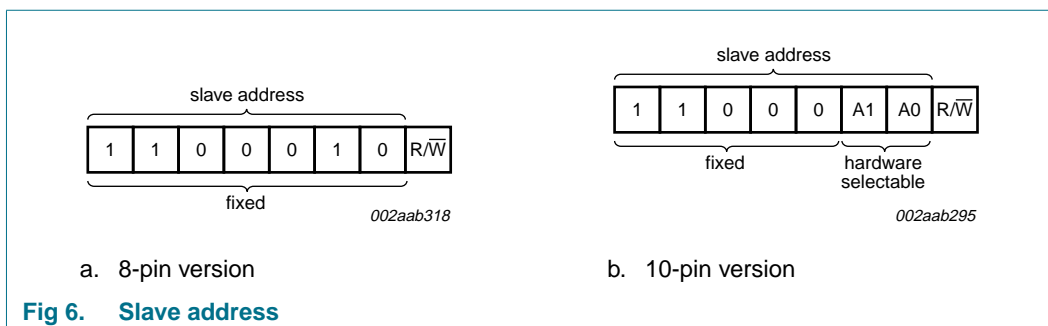 slave address
1 1 0 0 0 1 0 R/W̅
fixed
002aab318
a. 8-pin version
slave address
1 1 0 0 0 A1 A0 R/W̅
fixed
hardware
selectable
002aab295
b. 10-pin version
Fig 6. Slave address